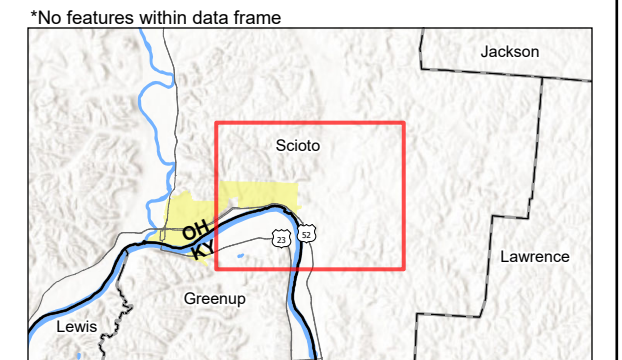 *No features within data frame
Jackson
Scioto
OH
KY
23
52
Lawrence
Greenup
Lewis